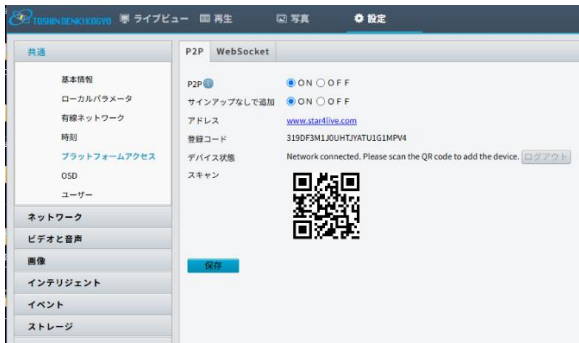 TOSHIN DENKI KOGYO ライブビュー 再生 写真 設定
共通
基本情報
ローカルパラメータ
有線ネットワーク
時刻
プラットフォームアクセス
OSD
ユーザー
ネットワーク
ビデオと音声
画像
インテリジェント
イベント
ストレージ
P2P WebSocket
P2P ON OFF
サインアップなしで追加 ON OFF
アドレス www.star4live.com
登録コード 319DF3M1J0UHTJYATU1G1MPV4
デバイス状態 Network connected. Please scan the QR code to add the device. ログアウト
スキャン
保存